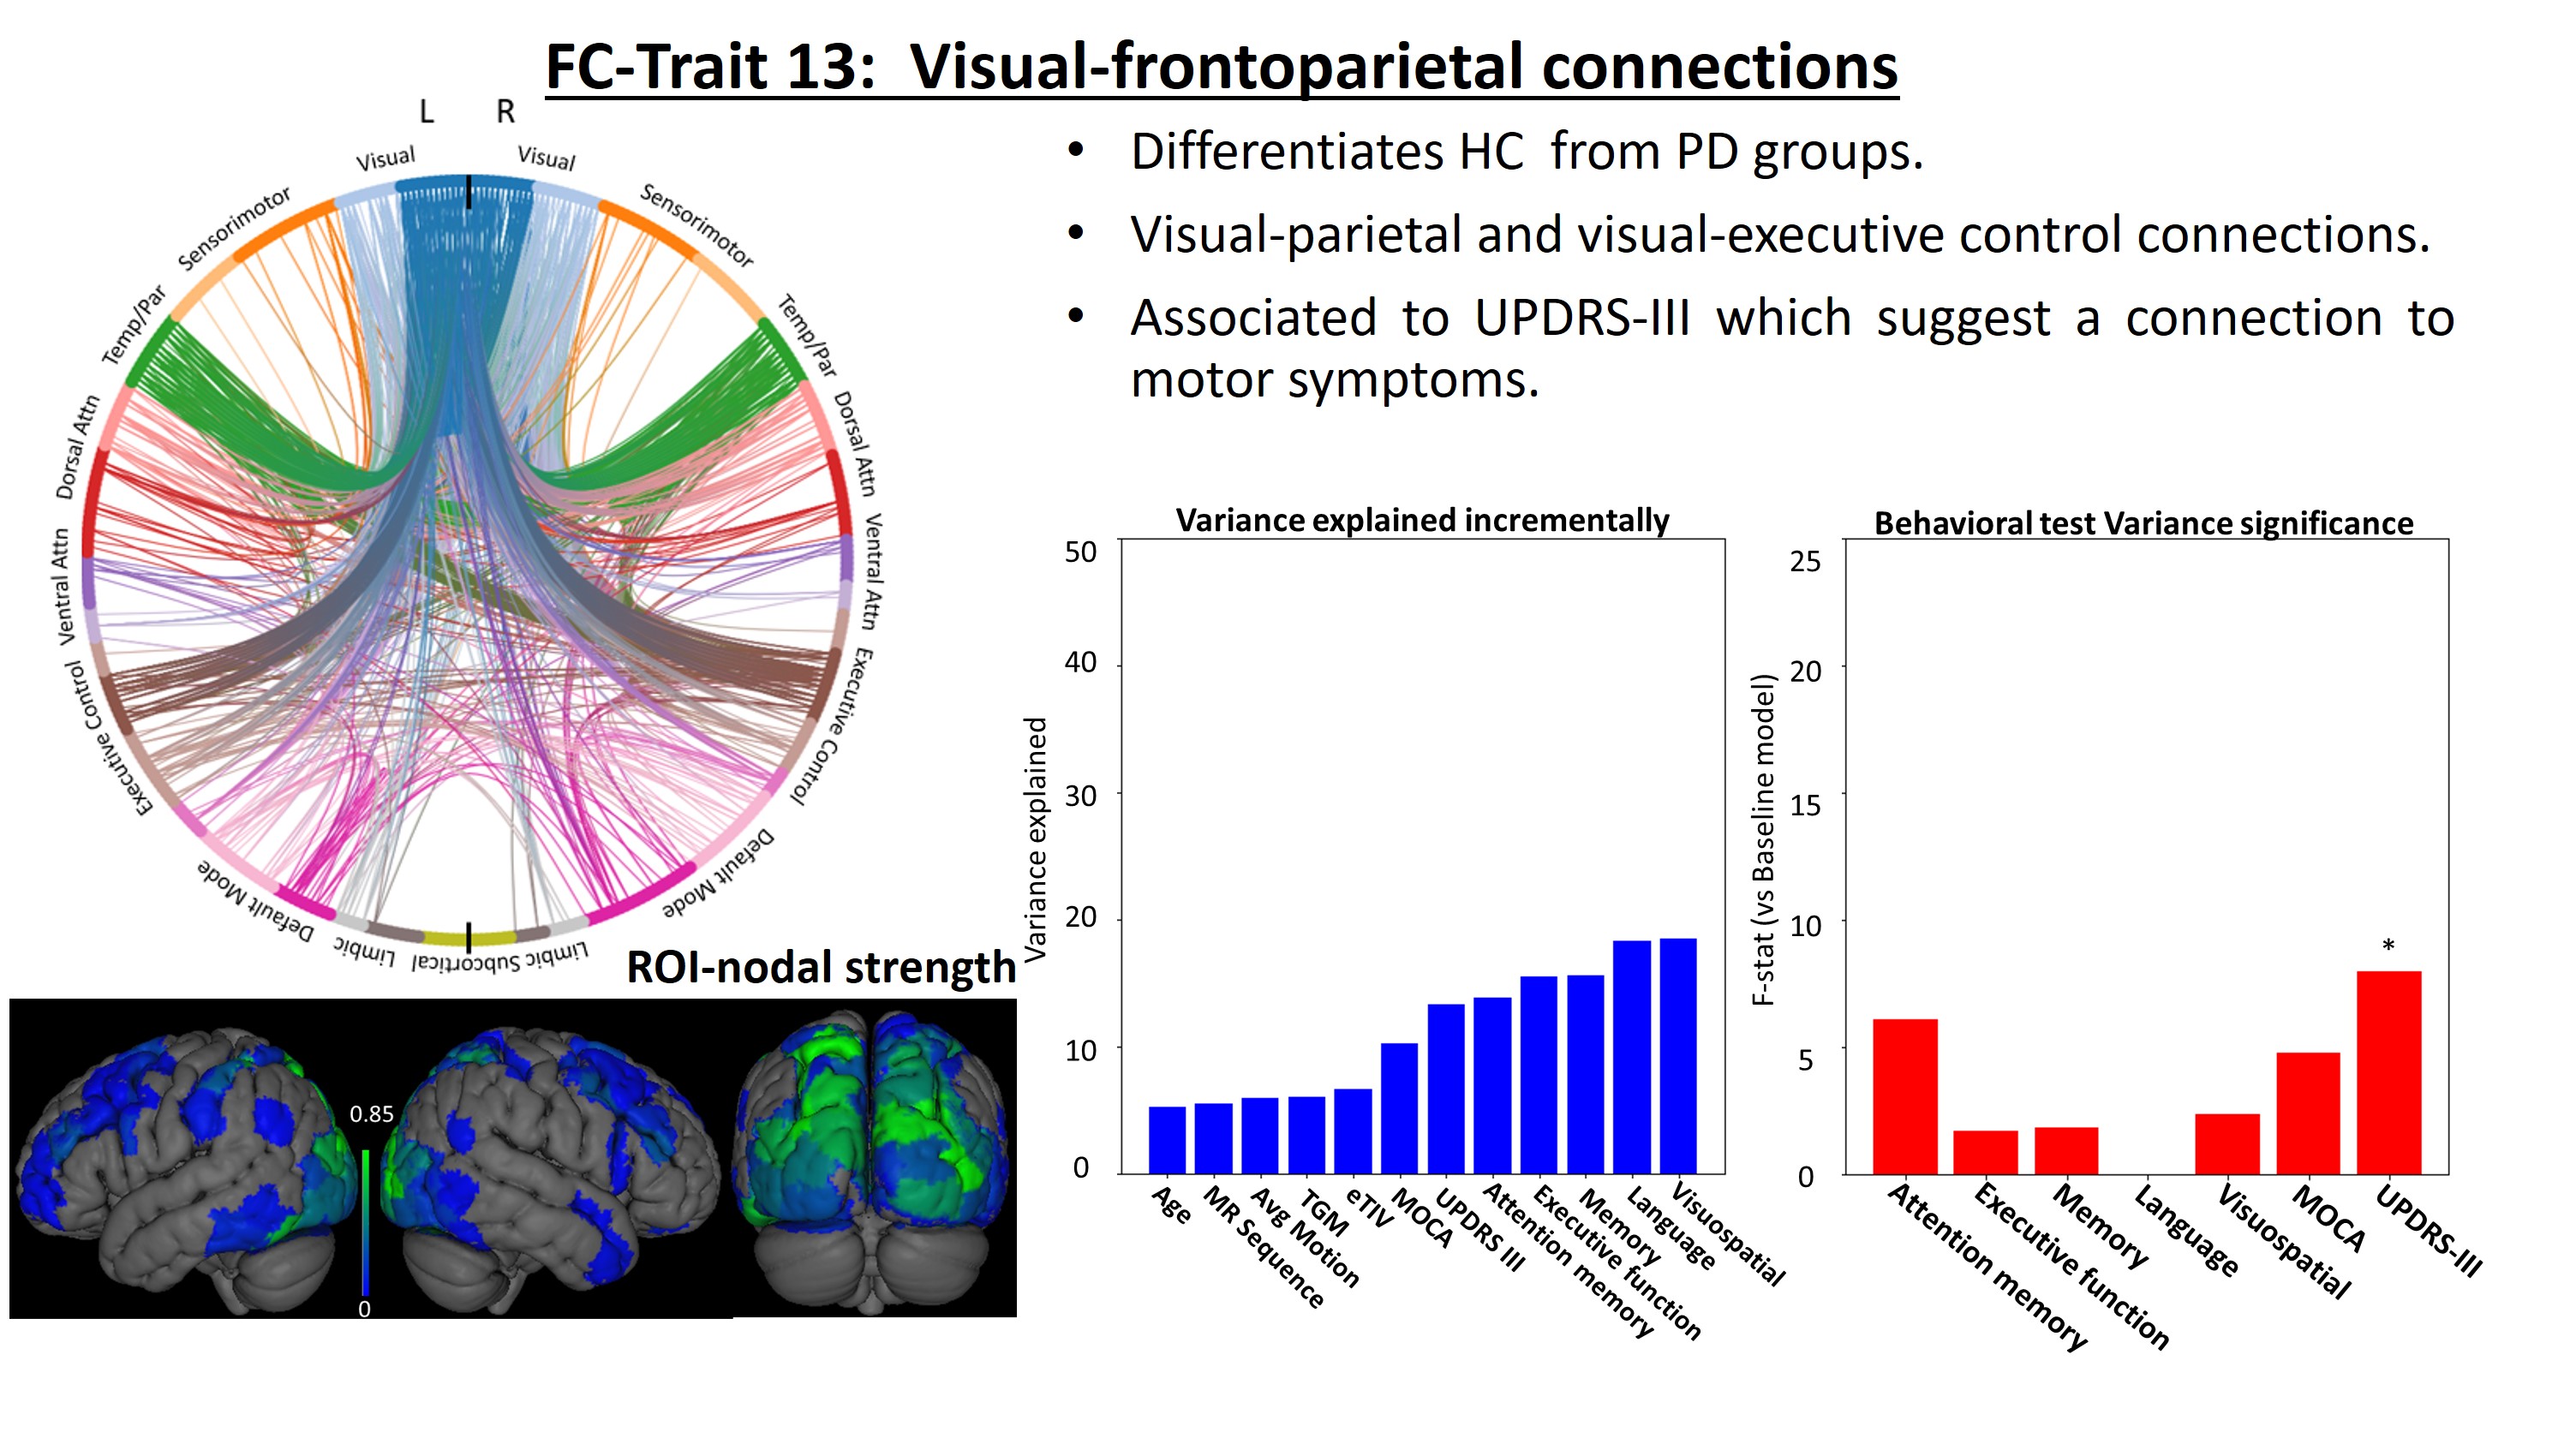 FC-Trait 13:  Visual-frontoparietal connections
L R
Visual
Visual
Sensorimotor
Sensorimotor
Temp/Par
Temp/Par
Dorsal Attn
Dorsal Attn
Ventral Attn
Ventral Attn
Executive Control
Executive Control
Default Mode
Default Mode
Limbic
Subcortical
Limbic
• Differentiates HC  from PD groups.
• Visual-parietal and visual-executive control connections.
• Associated to UPDRS-III which suggest a connection to
motor symptoms.
ROI-nodal strength
0.85
0
Variance explained incrementally
Variance explained
50
40
30
20
10
0
Age
MR Sequence
Avg Motion
TGM
eTIV
MOCA
UPDRS III
Attention memory
Executive function
Memory
Language
Visuospatial
Behavioral test Variance significance
F-stat (vs Baseline model)
25
20
15
10
5
0
*
Attention memory
Executive function
Memory
Language
Visuospatial
MOCA
UPDRS-III